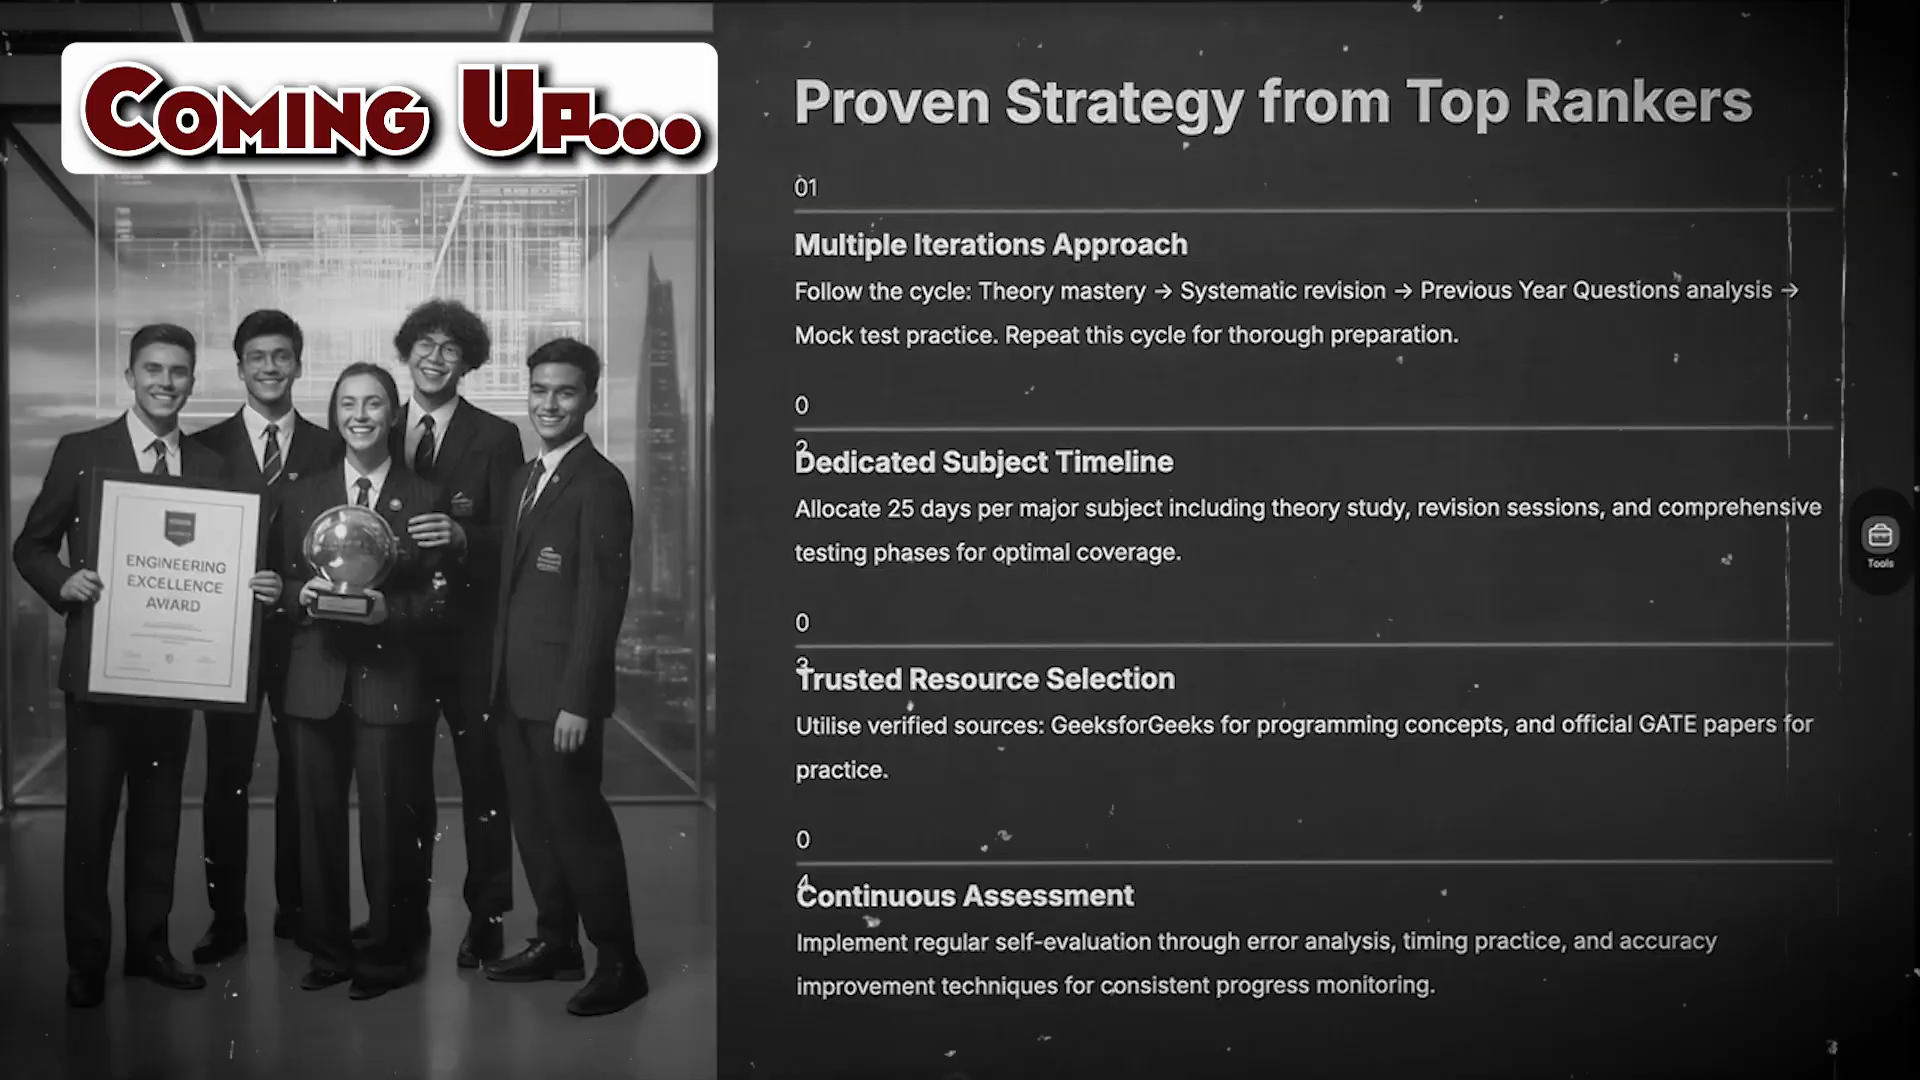 Coming Up...
Proven Strategy from Top Rankers
01
Multiple Iterations Approach
Follow the cycle: Theory mastery → Systematic revision → Previous Year Questions analysis →
Mock test practice. Repeat this cycle for thorough preparation.
0
2
Dedicated Subject Timeline
Allocate 25 days per major subject including theory study, revision sessions, and comprehensive
testing phases for optimal coverage.
0
3
Trusted Resource Selection
Utilise verified sources: GeeksforGeeks for programming concepts, and official GATE papers for
practice.
0
4
Continuous Assessment
Implement regular self-evaluation through error analysis, timing practice, and accuracy
improvement techniques for consistent progress monitoring.
ENGINEERING
EXCELLENCE
AWARD
Tools